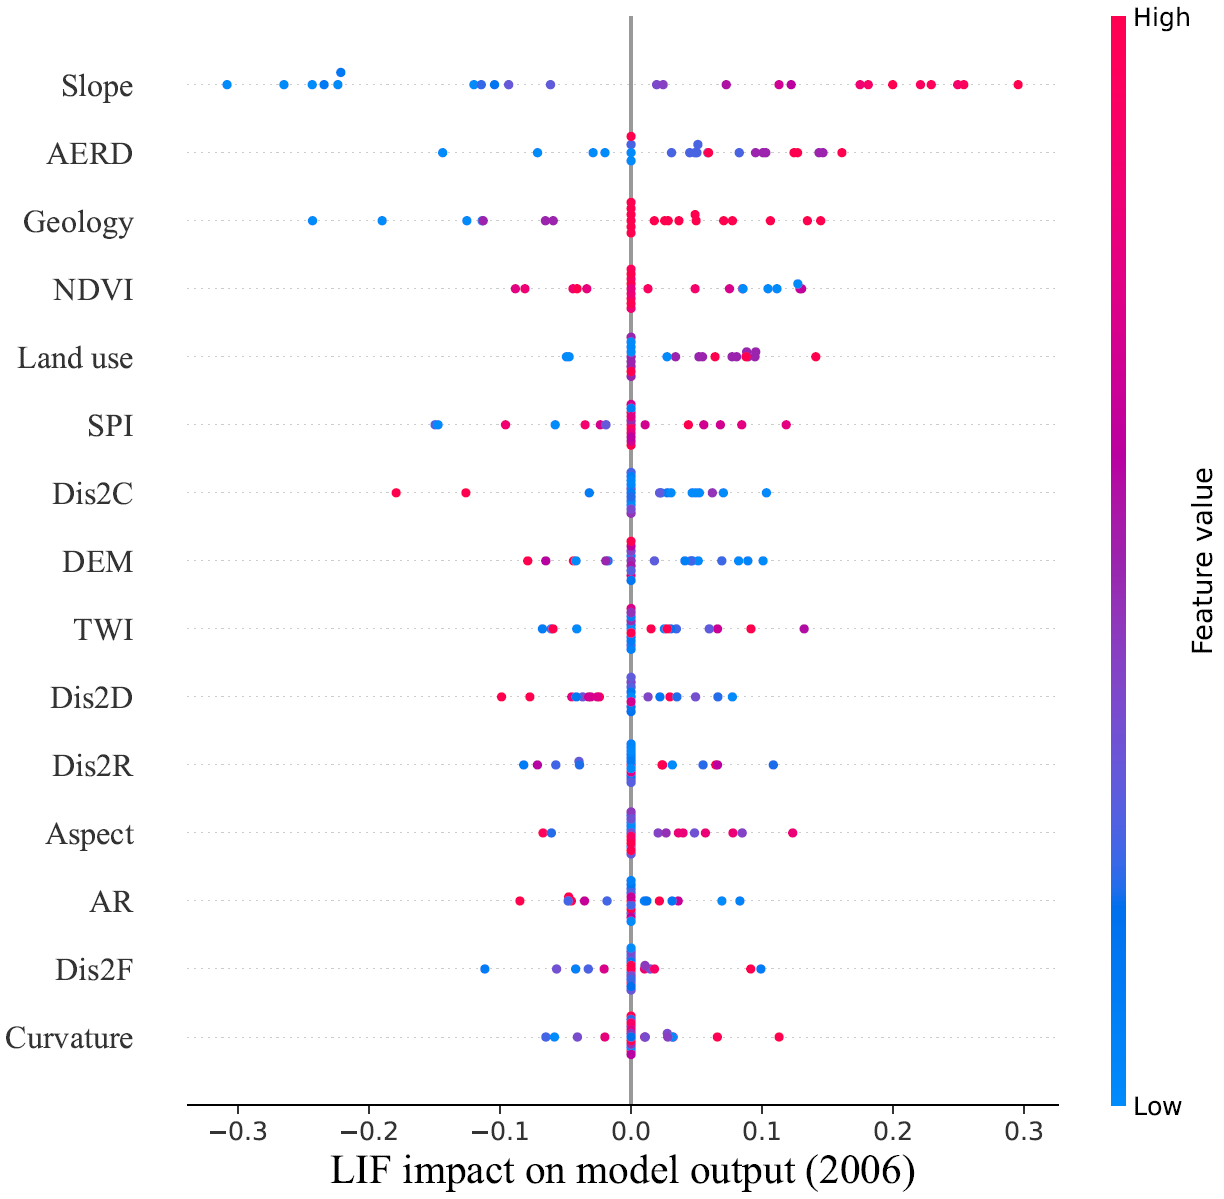 High
Slope
AERD
Geology
NDVI
Land use
SPI
Dis2C
DEM
TWI
Dis2D
Dis2R
Aspect
AR
Dis2F
Curvature
Feature value
Low
−0.3 −0.2 −0.1 0.0 0.1 0.2 0.3
LIF impact on model output (2006)